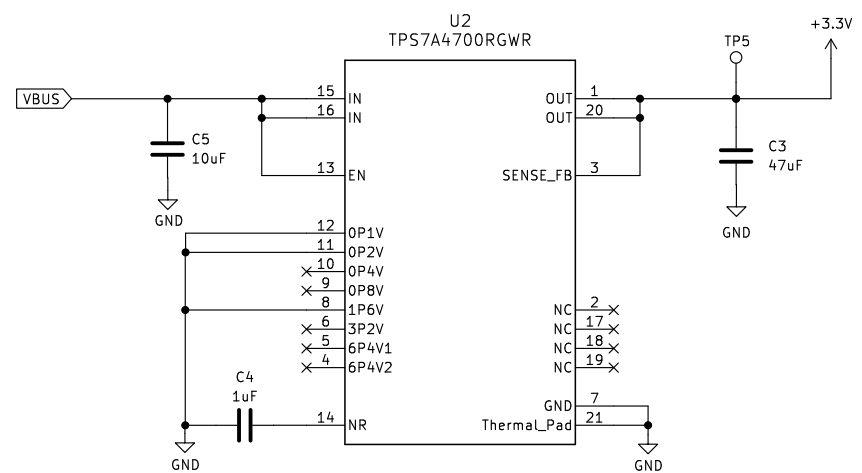 U2
TPS7A4700RGWR
+3.3V
TP5
VBUS
15 IN
16 IN
13 EN
12 0P1V
11 0P2V
10 0P4V
9 0P8V
8 1P6V
6 3P2V
5 6P4V1
4 6P4V2
14 NR
OUT 1
OUT 20
SENSE_FB 3
NC 2
NC 17
NC 18
NC 19
GND 7
Thermal_Pad 21
C5
10uF
GND
C3
47uF
GND
C4
1uF
GND
GND